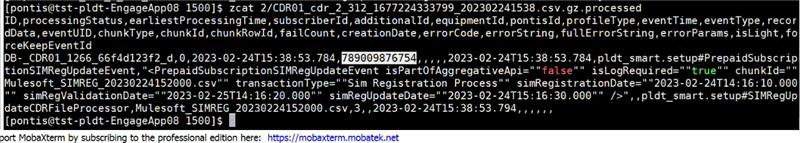 [pontis@tst-pldt-EngageApp08 1500]$ zcat 2/CDR01_cdr_2_312_1677224333799_202302241538.csv.gz.processed
ID,processingStatus,earliestProcessingTime,subscriberId,additionalId,equipmentId,pontisId,profileType,eventTime,eventType,recor
dData,eventUID,chunkType,chunkId,chunkRowId,failCount,creationDate,errorCode,errorString,fullErrorString,errorParams,isLight,fo
rceKeepEventId
DB-_CDR01_1266_66f4d123f2_d,0,2023-02-24T15:38:53.784,789009876754,,,,,2023-02-24T15:38:53.784,pldt_smart.setup#PrepaidSubscrip
tionSIMRegUpdateEvent,"<PrepaidSubscriptionSIMRegUpdateEvent isPartOfAggregativeApi=""false"" isLogRequired=""true"" chunkId=""
Mulesoft_SIMREG_20230224152000.csv"" transactionType=""Sim Registration Process"" simRegistrationDate=""2023-02-24T14:16:10.000
"" simRegValidationDate=""2023-02-25T14:16:20.000"" simRegUpdateDate=""2023-02-24T15:16:30.000"" />",,pldt_smart.setup#SIMRegUp
dateCDRFileProcessor,Mulesoft_SIMREG_20230224152000.csv,3,,2023-02-24T15:38:53.794,,,,,,
[pontis@tst-pldt-EngageApp08 1500]$
port MobaXterm by subscribing to the professional edition here: https://mobaxterm.mobatek.net